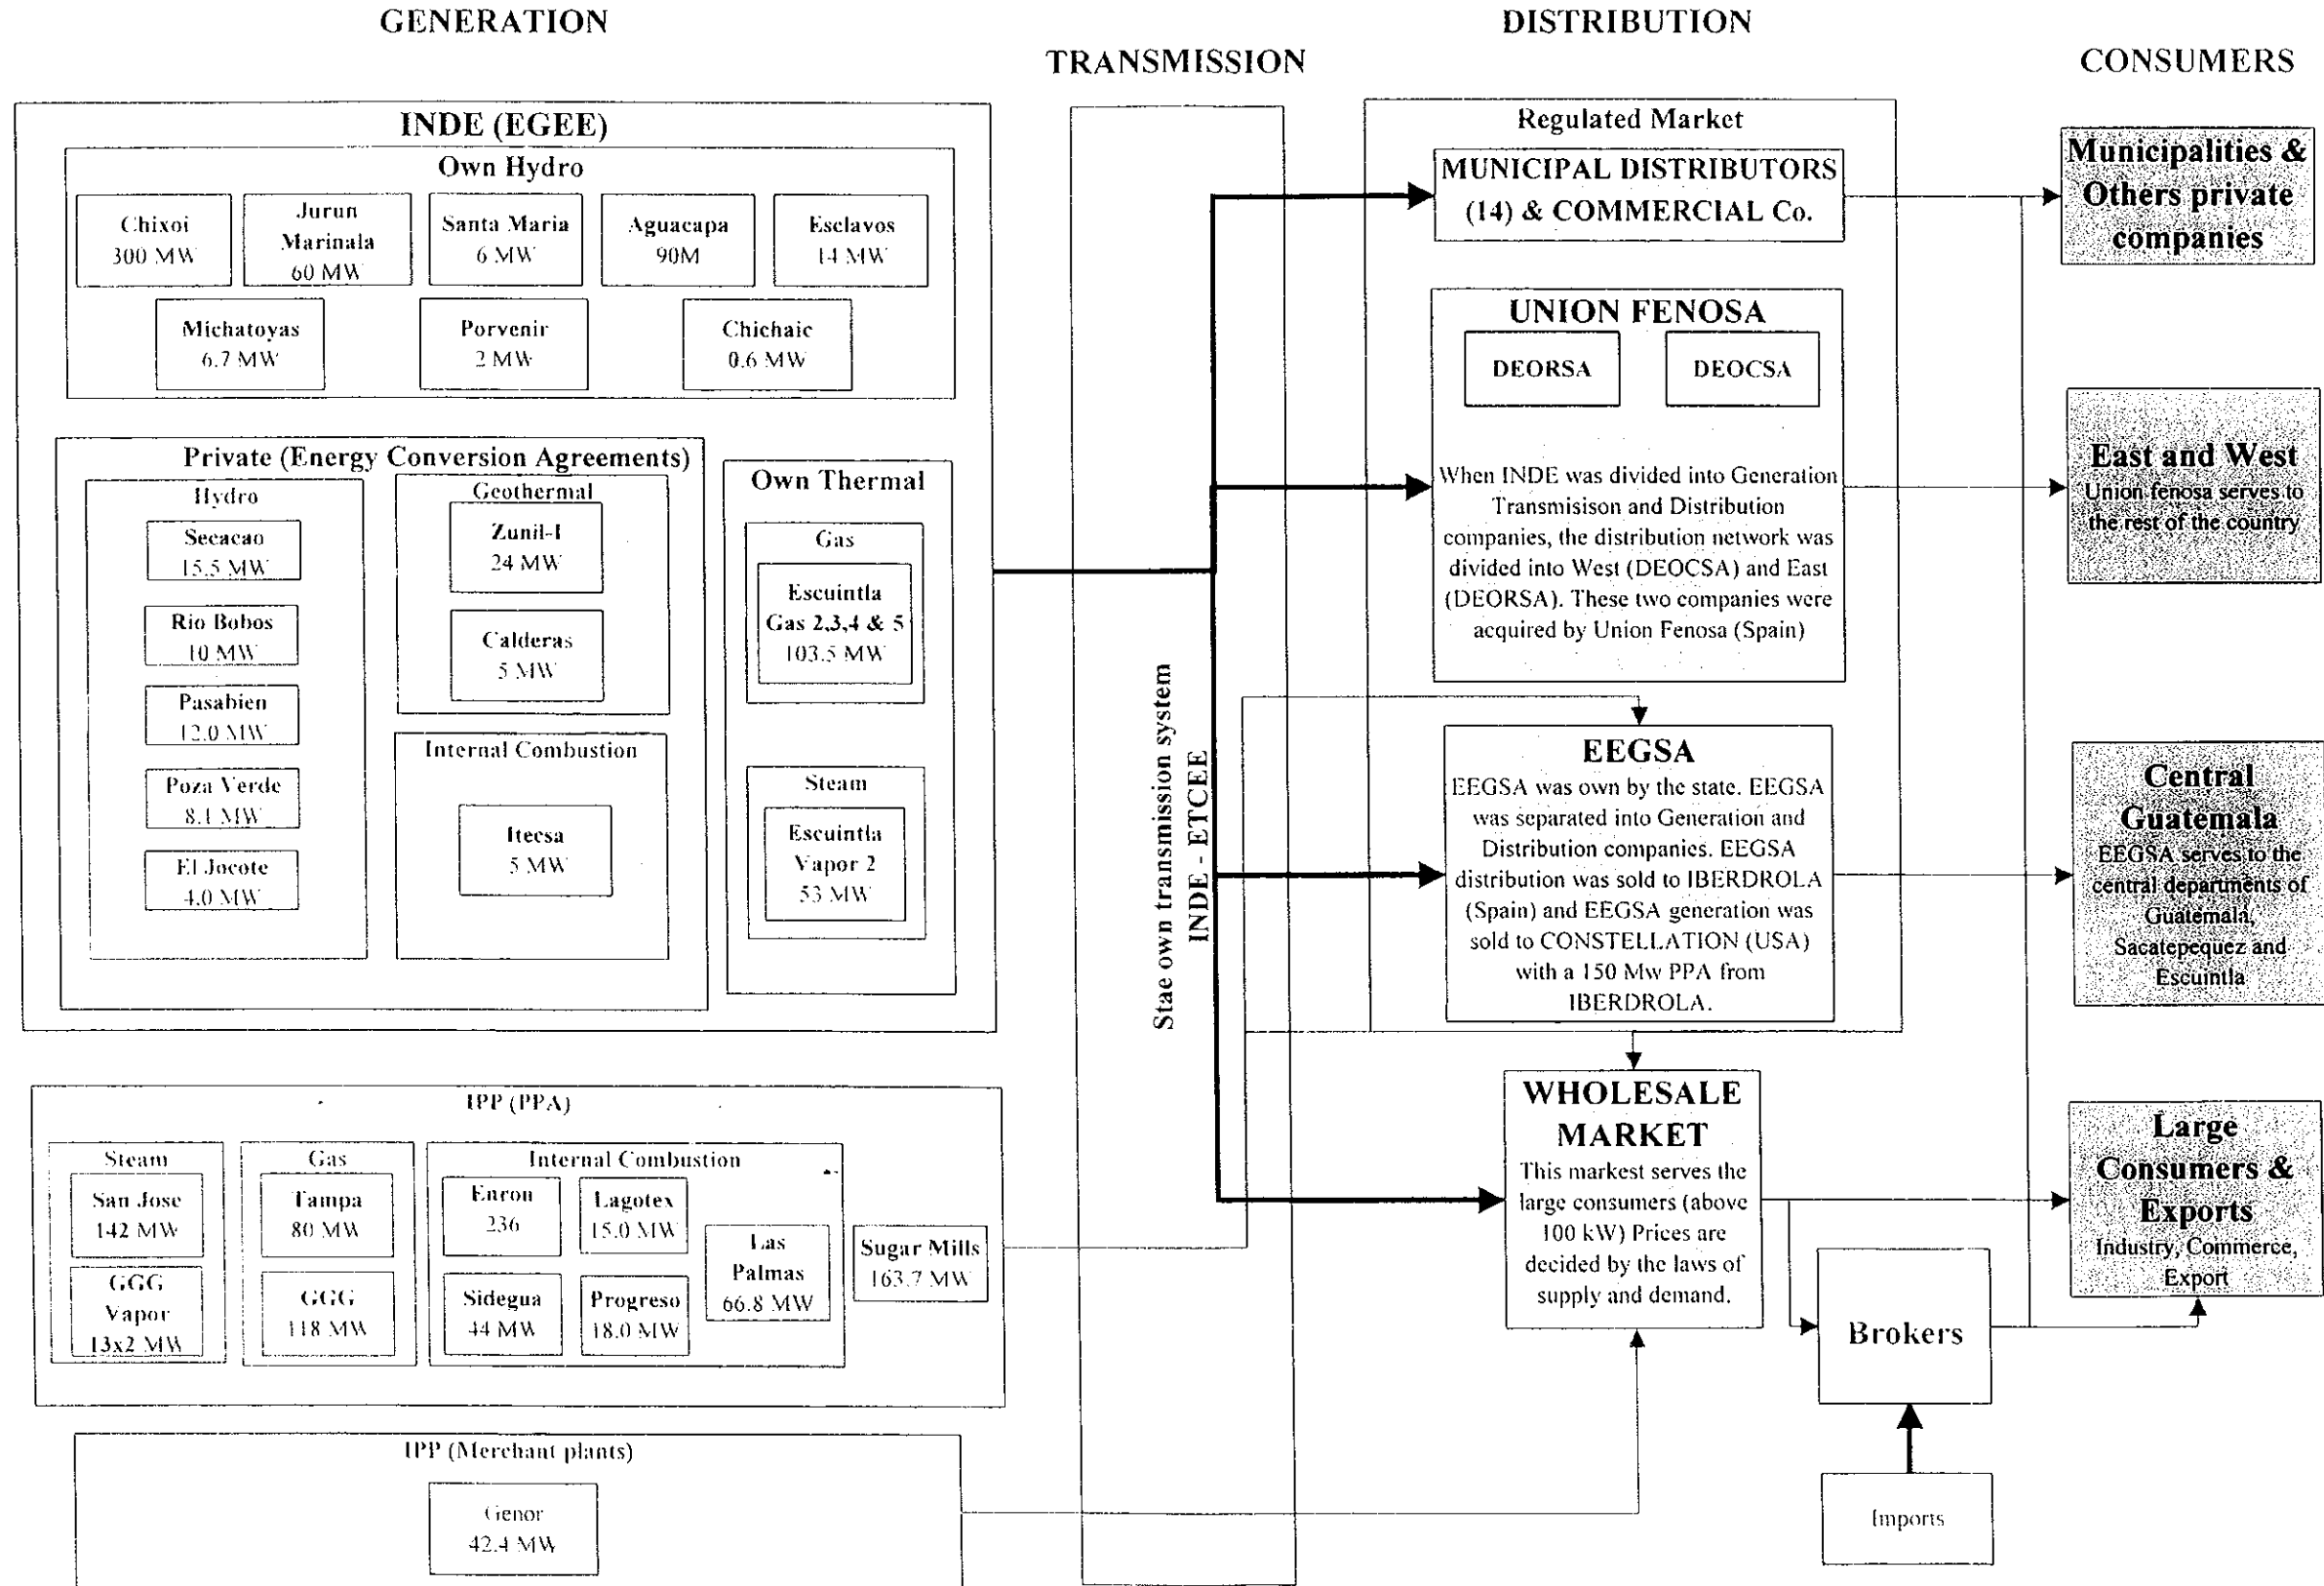 GENERATION
TRANSMISSION
DISTRIBUTION
CONSUMERS
INDE (EGEE)
Own Hydro
Chixoi
300 MW
Jurun
Marinala
60 MW
Santa Maria
6 MW
Aguacapa
90M
Esclavos
14 MW
Michatoyas
6.7 MW
Porvenir
2 MW
Chichaic
0.6 MW
Private (Energy Conversion Agreements)
Hydro
Secacao
15.5 MW
Rio Bobos
10 MW
Pasabien
12.0 MW
Poza Verde
8.1 MW
El Jocote
4.0 MW
Geothermal
Zunil-I
24 MW
Calderas
5 MW
Internal Combustion
Itecsa
5 MW
Own Thermal
Gas
Escuintla
Gas 2,3,4 & 5
103.5 MW
Steam
Escuintla
Vapor 2
53 MW
IPP (PPA)
Steam
San Jose
142 MW
GGG
Vapor
13x2 MW
Gas
Tampa
80 MW
GGG
118 MW
Internal Combustion
Enron
236
Lagotex
15.0 MW
Sidegua
44 MW
Progreso
18.0 MW
Las
Palmas
66.8 MW
Sugar Mills
163.7 MW
IPP (Merchant plants)
Genor
42.4 MW
Stae own transmission system
INDE - ETCEE
Regulated Market
MUNICIPAL DISTRIBUTORS
(14) & COMMERCIAL Co.
UNION FENOSA
DEORSA
DEOCSA
When INDE was divided into Generation
Transmisison and Distribution
companies, the distribution network was
divided into West (DEOCSA) and East
(DEORSA). These two companies were
acquired by Union Fenosa (Spain)
EEGSA
EEGSA was own by the state. EEGSA
was separated into Generation and
Distribution companies. EEGSA
distribution was sold to IBERDROLA
(Spain) and EEGSA generation was
sold to CONSTELLATION (USA)
with a 150 Mw PPA from
IBERDROLA.
WHOLESALE
MARKET
This markest serves the
large consumers (above
100 kW) Prices are
decided by the laws of
supply and demand.
Brokers
Imports
Municipalities &
Others private
companies
East and West
Union fenosa serves to
the rest of the country
Central
Guatemala
EEGSA serves to the
central departments of
Guatemala,
Sacatepequez and
Escuintla
Large
Consumers &
Exports
Industry, Commerce,
Export